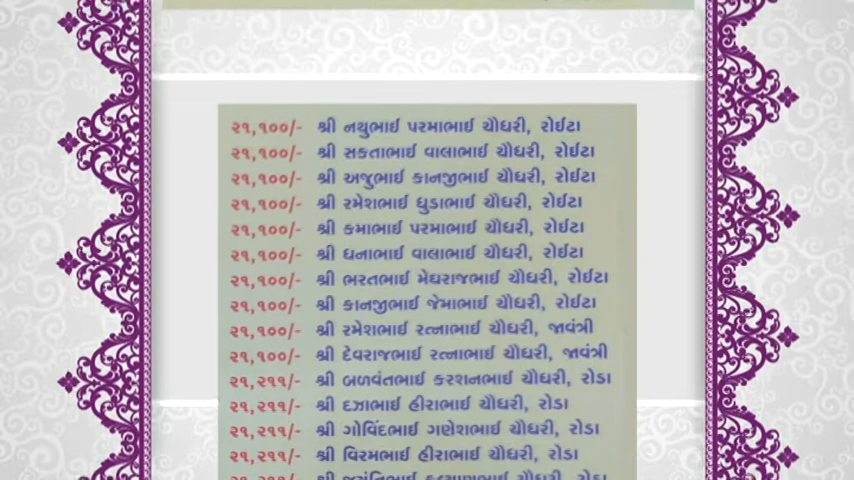 ૨૧,૧૦૦/- શ્રી નથુભાઈ પરમાભાઈ ચૌધરી, રોઈટા
૨૧,૧૦૦/- શ્રી સકતાભાઈ વાલાભાઈ ચૌધરી, રોઈટા
૨૧,૧૦૦/- શ્રી અજુભાઈ કાનજીભાઈ ચૌધરી, રોઈટા
૨૧,૧૦૦/- શ્રી રમેશભાઈ ધુડાભાઈ ચૌધરી, રોઈટા
૨૧,૧૦૦/- શ્રી કમાભાઈ પરમાભાઈ ચૌધરી, રોઈટા
૨૧,૧૦૦/- શ્રી ધનાભાઈ વાલાભાઈ ચૌધરી, રોઈટા
૨૧,૧૦૦/- શ્રી ભરતભાઈ મેઘરાજભાઈ ચૌધરી, રોઈટા
૨૧,૧૦૦/- શ્રી કાનજીભાઈ જેમાભાઈ ચૌધરી, રોઈટા
૨૧,૧૦૦/- શ્રી રમેશભાઈ રત્નાભાઈ ચૌધરી, જાવંત્રી
૨૧,૧૦૦/- શ્રી દેવરાજભાઈ રત્નાભાઈ ચૌધરી, જાવંત્રી
૨૧,૨૧૧/- શ્રી બળવંતભાઈ કરશનભાઈ ચૌધરી, રોડા
૨૧,૨૧૧/- શ્રી દઝાભાઈ હીરાભાઈ ચૌધરી, રોડા
૨૧,૨૧૧/- શ્રી ગોવિંદભાઈ ગણેશભાઈ ચૌધરી, રોડા
૨૧,૨૧૧/- શ્રી વિરમભાઈ હીરાભાઈ ચૌધરી, રોડા